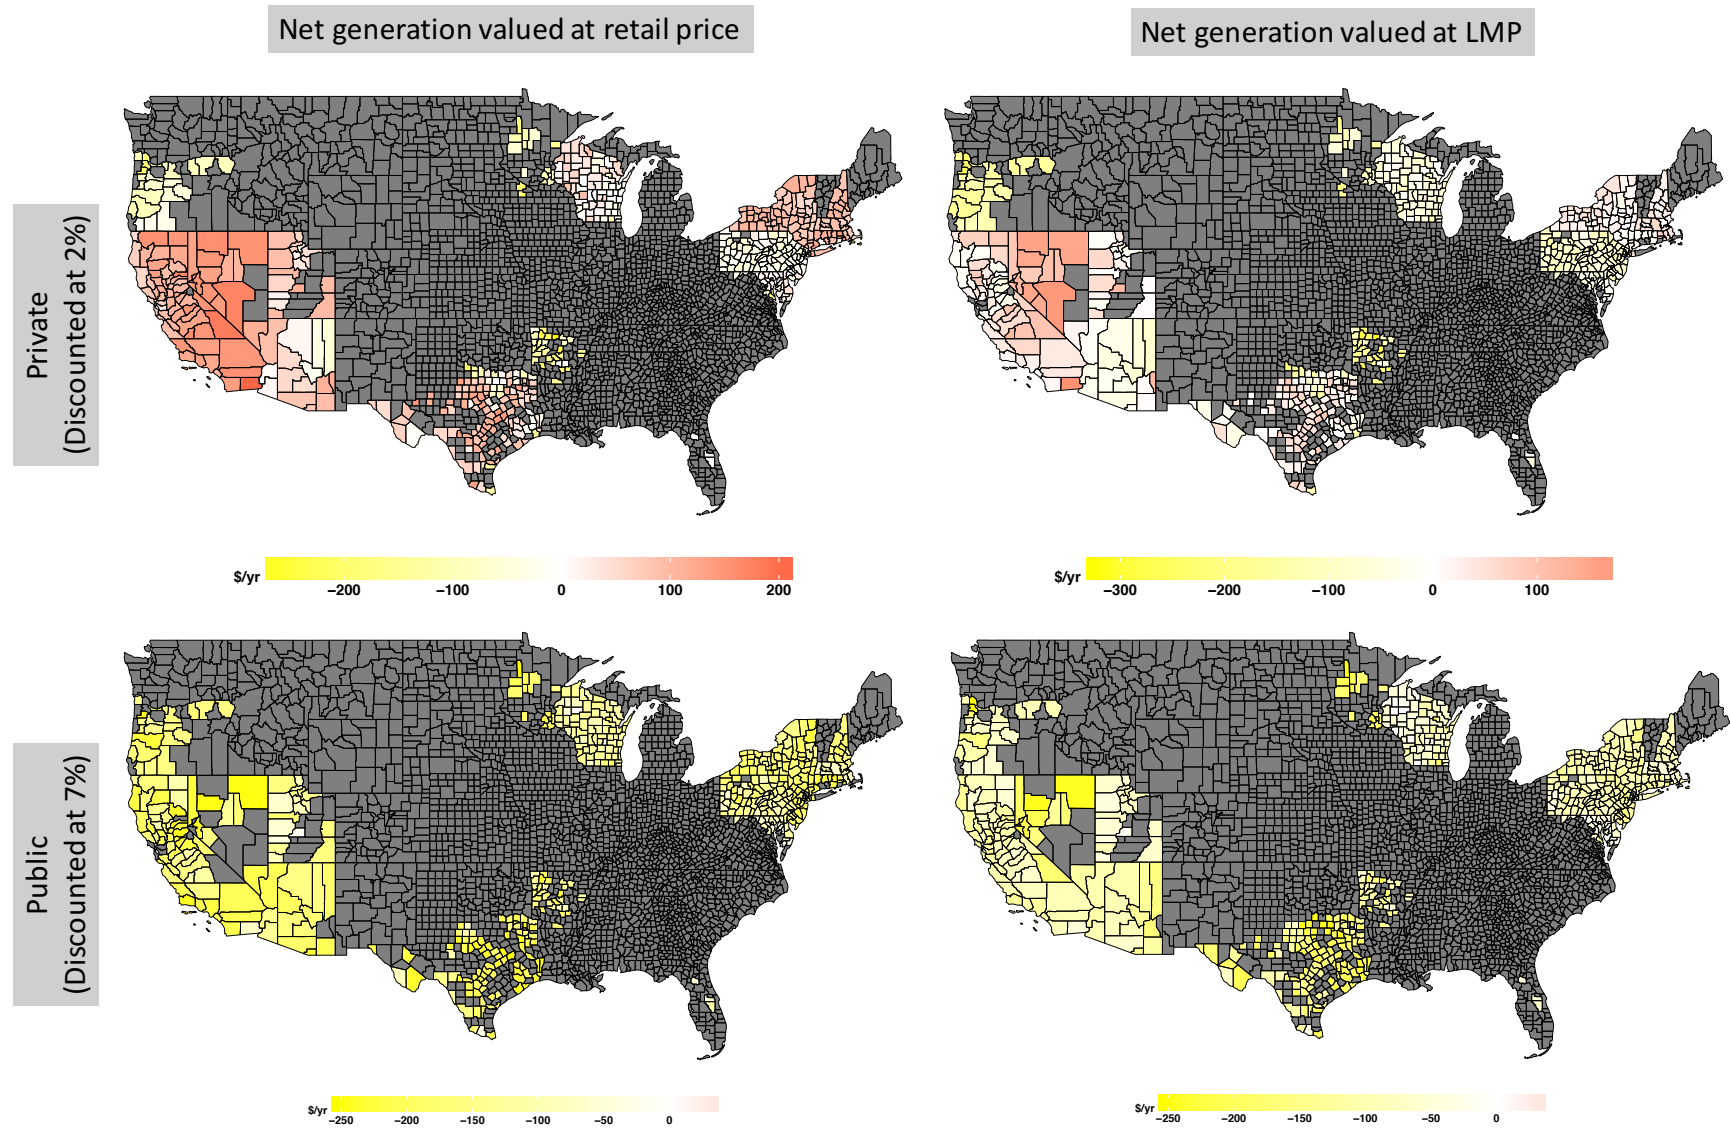 Net generation valued at retail price
Net generation valued at LMP
Private
(Discounted at 2%)
$/yr
−200 −100 0 100 200
$/yr
−300 −200 −100 0 100
Public
(Discounted at 7%)
$/yr
−250 −200 −150 −100 −50 0
$/yr
−250 −200 −150 −100 −50 0